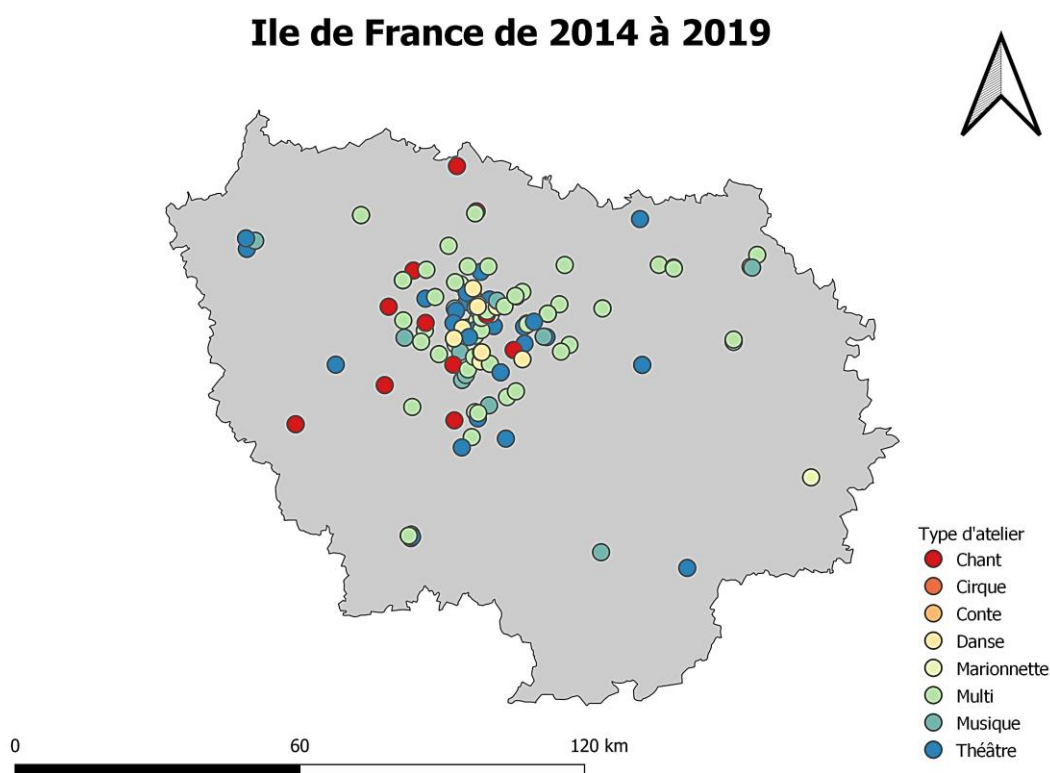 Ile de France de 2014 à 2019
Type d'atelier
Chant
Cirque
Conte
Danse
Marionnette
Multi
Musique
Théâtre
0 60 120 km